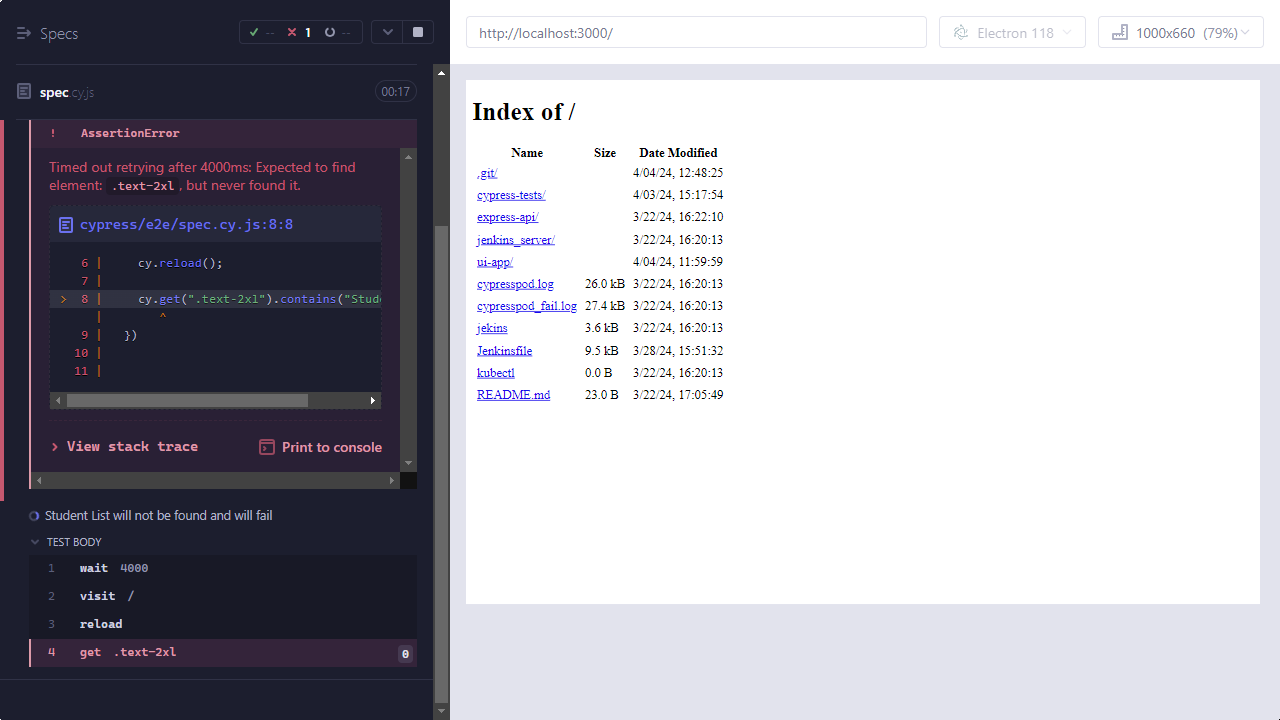 Specs
-- 1 --
spec.cy.js 00:17
! AssertionError
Timed out retrying after 4000ms: Expected to find
element: .text-2xl, but never found it.
cypress/e2e/spec.cy.js:8:8
6 | cy.reload();
7 |
> 8 | cy.get(".text-2xl").contains("Stud
| ^
9 | })
10 |
11 |
> View stack trace Print to console
Student List will not be found and will fail
TEST BODY
1 wait 4000
2 visit /
3 reload
4 get .text-2xl 0
http://localhost:3000/ Electron 118 1000x660 (79%)
Index of /
Name Size Date Modified
.git/ 4/04/24, 12:48:25
cypress-tests/ 4/03/24, 15:17:54
express-api/ 3/22/24, 16:22:10
jenkins_server/ 3/22/24, 16:20:13
ui-app/ 4/04/24, 11:59:59
cypresspod.log 26.0 kB 3/22/24, 16:20:13
cypresspod_fail.log 27.4 kB 3/22/24, 16:20:13
jekins 3.6 kB 3/22/24, 16:20:13
Jenkinsfile 9.5 kB 3/28/24, 15:51:32
kubectl 0.0 B 3/22/24, 16:20:13
README.md 23.0 B 3/22/24, 17:05:49